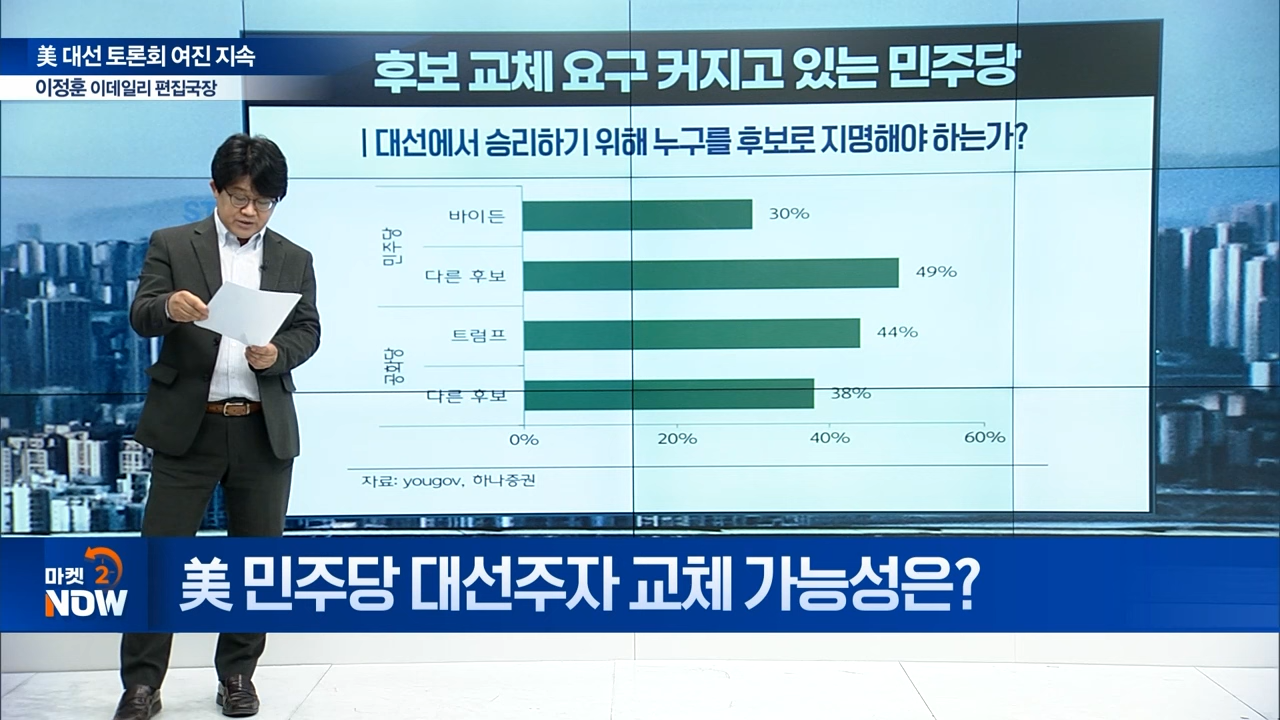 美 대선 토론회 여진 지속
이정훈 이데일리 편집국장
후보 교체 요구 커지고 있는 민주당
| 대선에서 승리하기 위해 누구를 후보로 지명해야 하는가?
ST
민주당
바이든 30%
다른 후보 49%
공화당
트럼프 44%
다른 후보 38%
0% 20% 40% 60%
자료: yougov, 하나증권
마켓 2
NOW
美 민주당 대선주자 교체 가능성은?